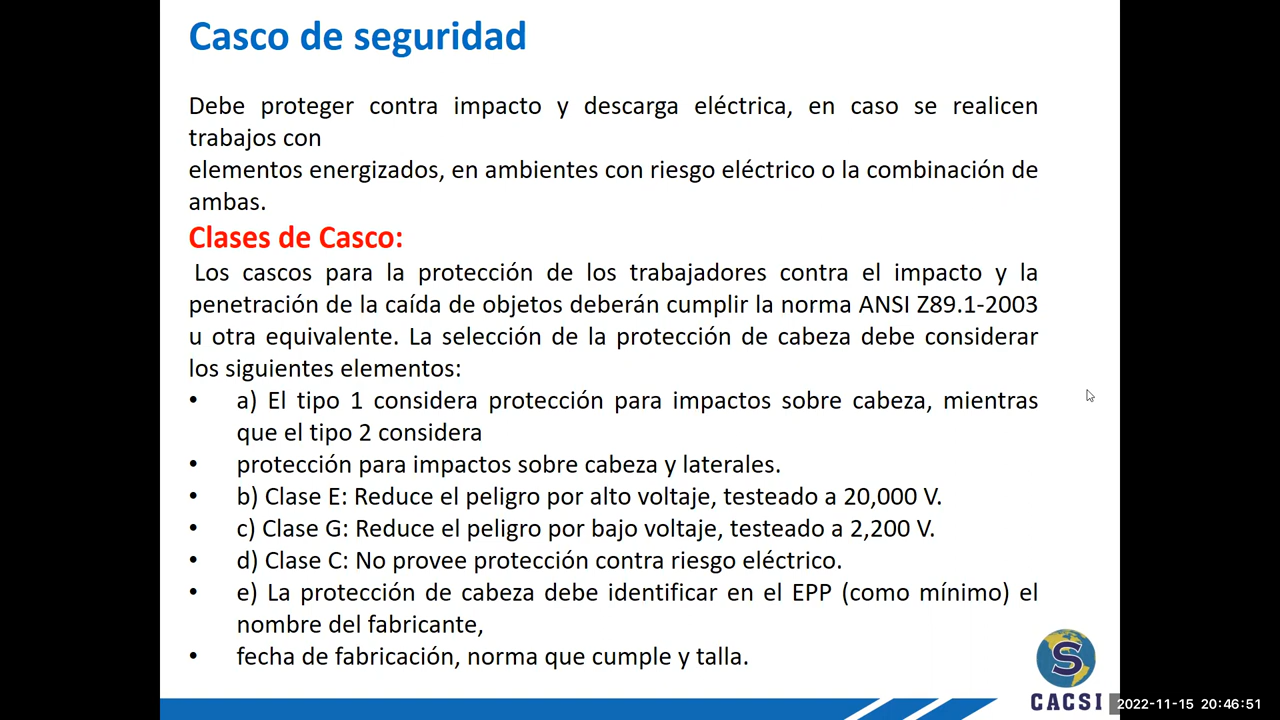 Casco de seguridad
Debe proteger contra impacto y descarga eléctrica, en caso se realicen
trabajos con
elementos energizados, en ambientes con riesgo eléctrico o la combinación de
ambas.
Clases de Casco:
Los cascos para la protección de los trabajadores contra el impacto y la
penetración de la caída de objetos deberán cumplir la norma ANSI Z89.1-2003
u otra equivalente. La selección de la protección de cabeza debe considerar
los siguientes elementos:
• a) El tipo 1 considera protección para impactos sobre cabeza, mientras
que el tipo 2 considera
• protección para impactos sobre cabeza y laterales.
• b) Clase E: Reduce el peligro por alto voltaje, testeado a 20,000 V.
• c) Clase G: Reduce el peligro por bajo voltaje, testeado a 2,200 V.
• d) Clase C: No provee protección contra riesgo eléctrico.
• e) La protección de cabeza debe identificar en el EPP (como mínimo) el
nombre del fabricante,
• fecha de fabricación, norma que cumple y talla.
S
CACSI
2022-11-15 20:46:51